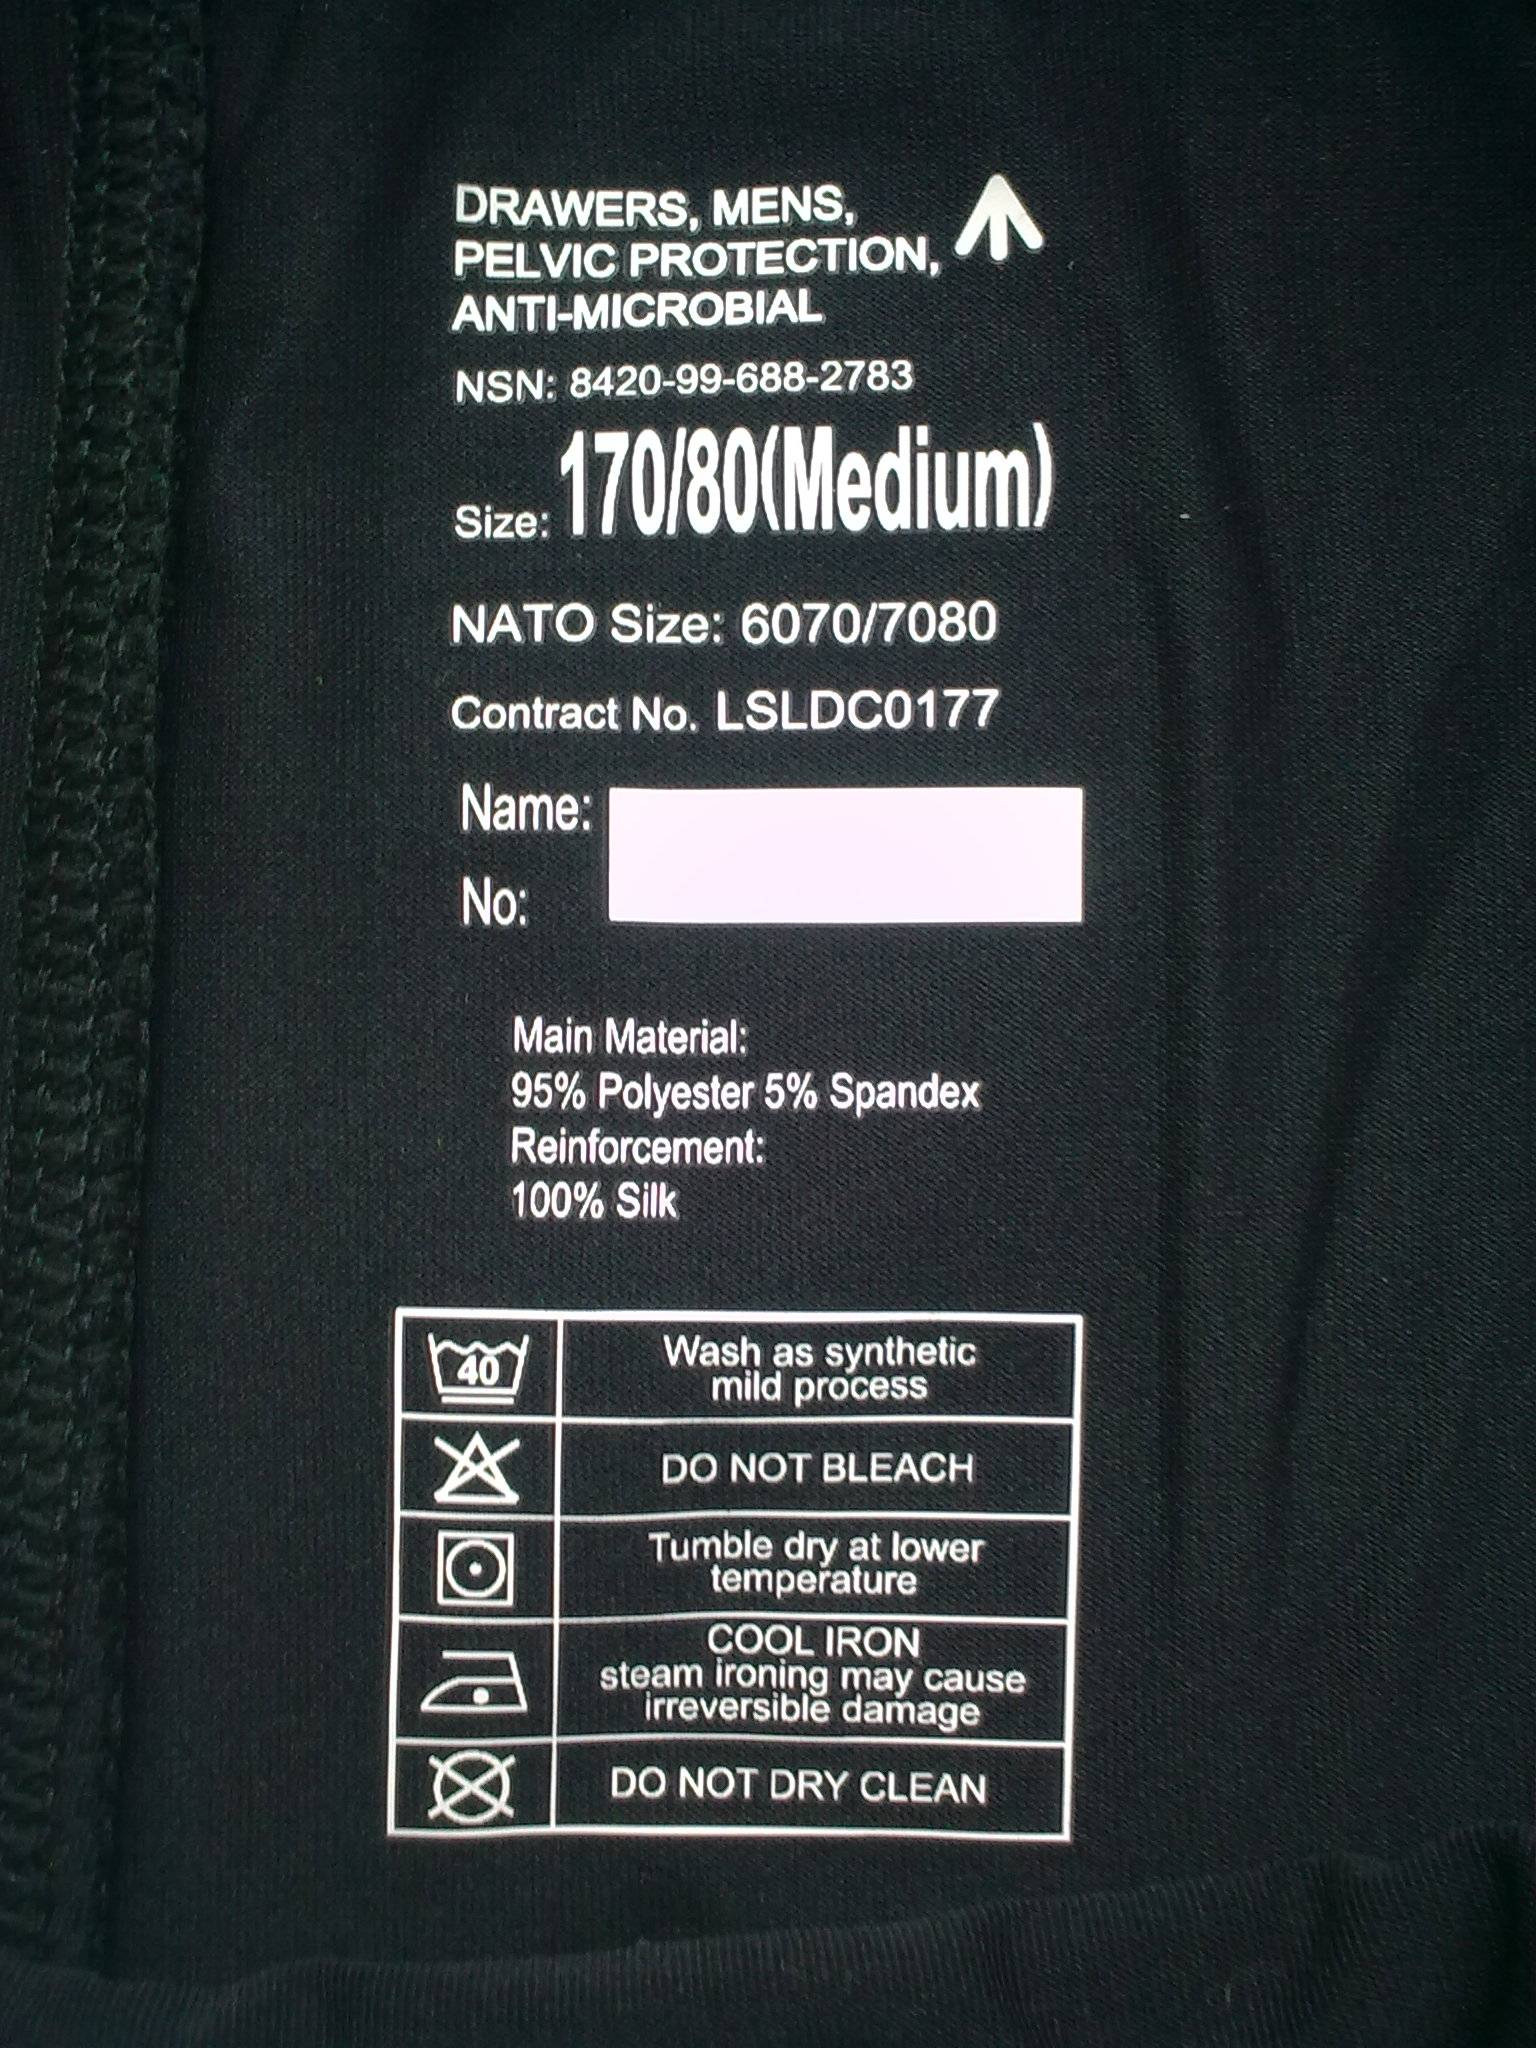 DRAWERS, MENS,
PELVIC PROTECTION,
ANTI-MICROBIAL
NSN: 8420-99-688-2783
Size: 170/80(Medium)
NATO Size: 6070/7080
Contract No. LSLDC0177
Name:
No:
Main Material:
95% Polyester 5% Spandex
Reinforcement:
100% Silk
40
Wash as synthetic
mild process
DO NOT BLEACH
Tumble dry at lower
temperature
COOL IRON
steam ironing may cause
irreversible damage
DO NOT DRY CLEAN